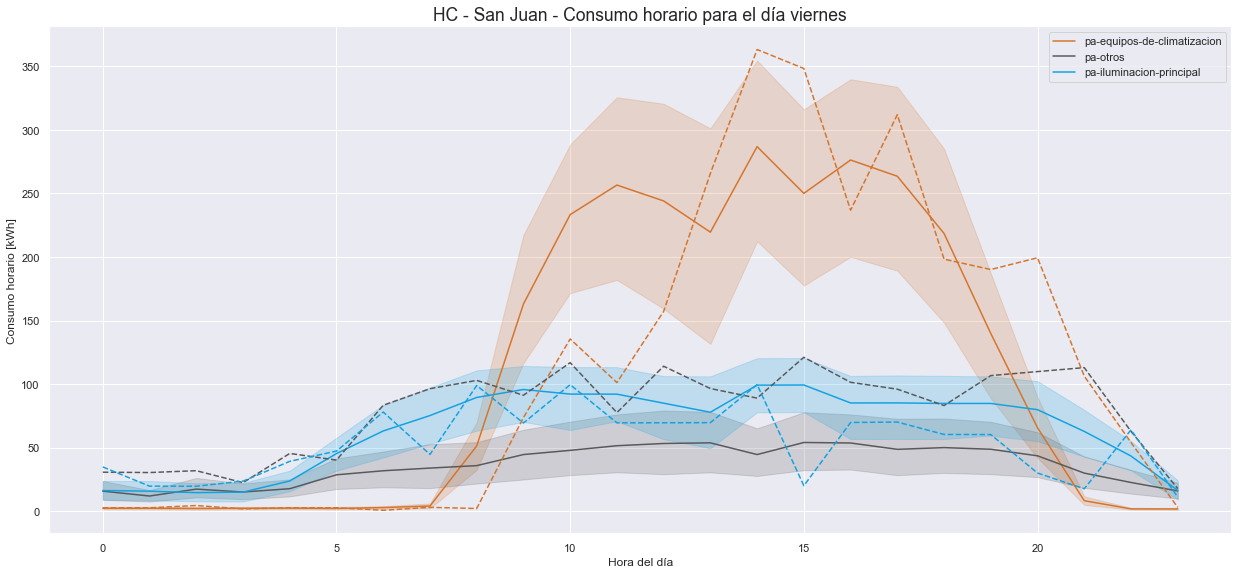 HC - San Juan - Consumo horario para el día viernes
pa-equipos-de-climatizacion
pa-otros
pa-iluminacion-principal
Consumo horario [kWh]
350
300
250
200
150
100
50
0
0 5 10 15 20
Hora del día